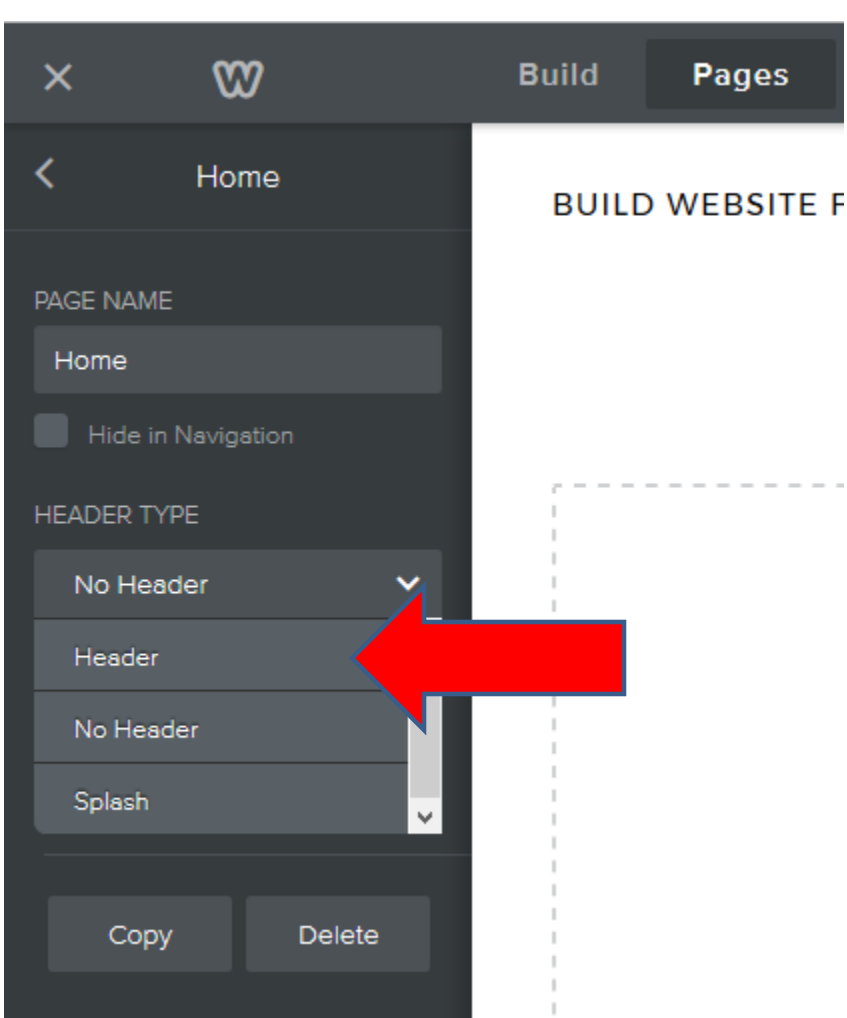 Build Pages
Home
BUILD WEBSITE F
PAGE NAME
Home
Hide in Navigation
HEADER TYPE
No Header
Header
No Header
Splash
Copy Delete